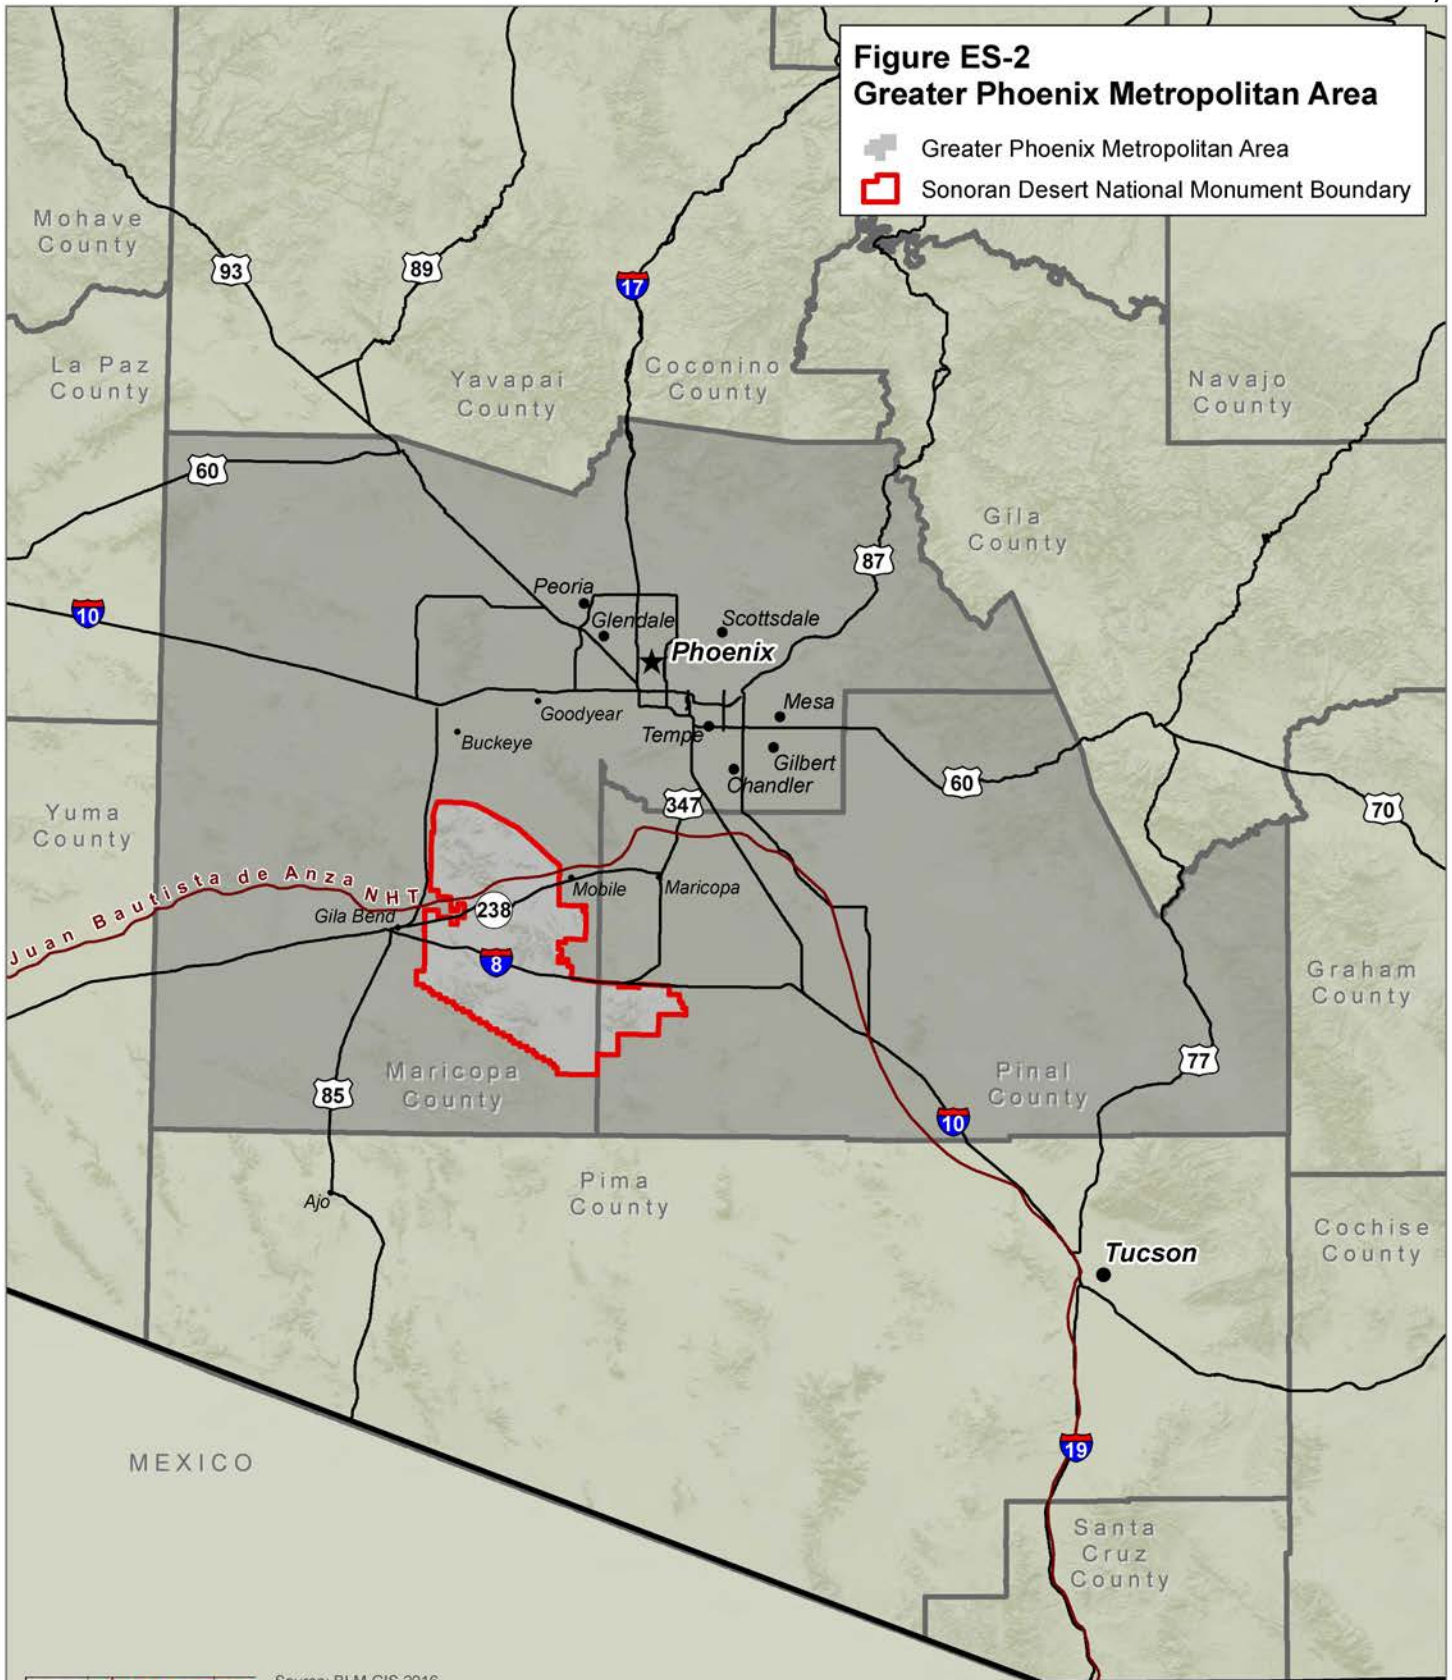 Figure ES-2
Greater Phoenix Metropolitan Area
Greater Phoenix Metropolitan Area
Sonoran Desert National Monument Boundary
Mohave
County
93
89
17
La Paz
County
Yavapai
County
Coconino
County
Navajo
County
60
Gila
County
87
10
Peoria
Glendale
Scottsdale
Phoenix
Goodyear
Mesa
Buckeye
Tempe
Gilbert
Chandler
60
347
70
Yuma
County
Juan Bautista de Anza NHT
Mobile
Maricopa
Gila Bend
238
8
Graham
County
Maricopa
County
85
Pinal
County
77
10
Pima
County
Ajo
Cochise
County
Tucson
MEXICO
19
Santa
Cruz
County
Source: BLM GIS 2016